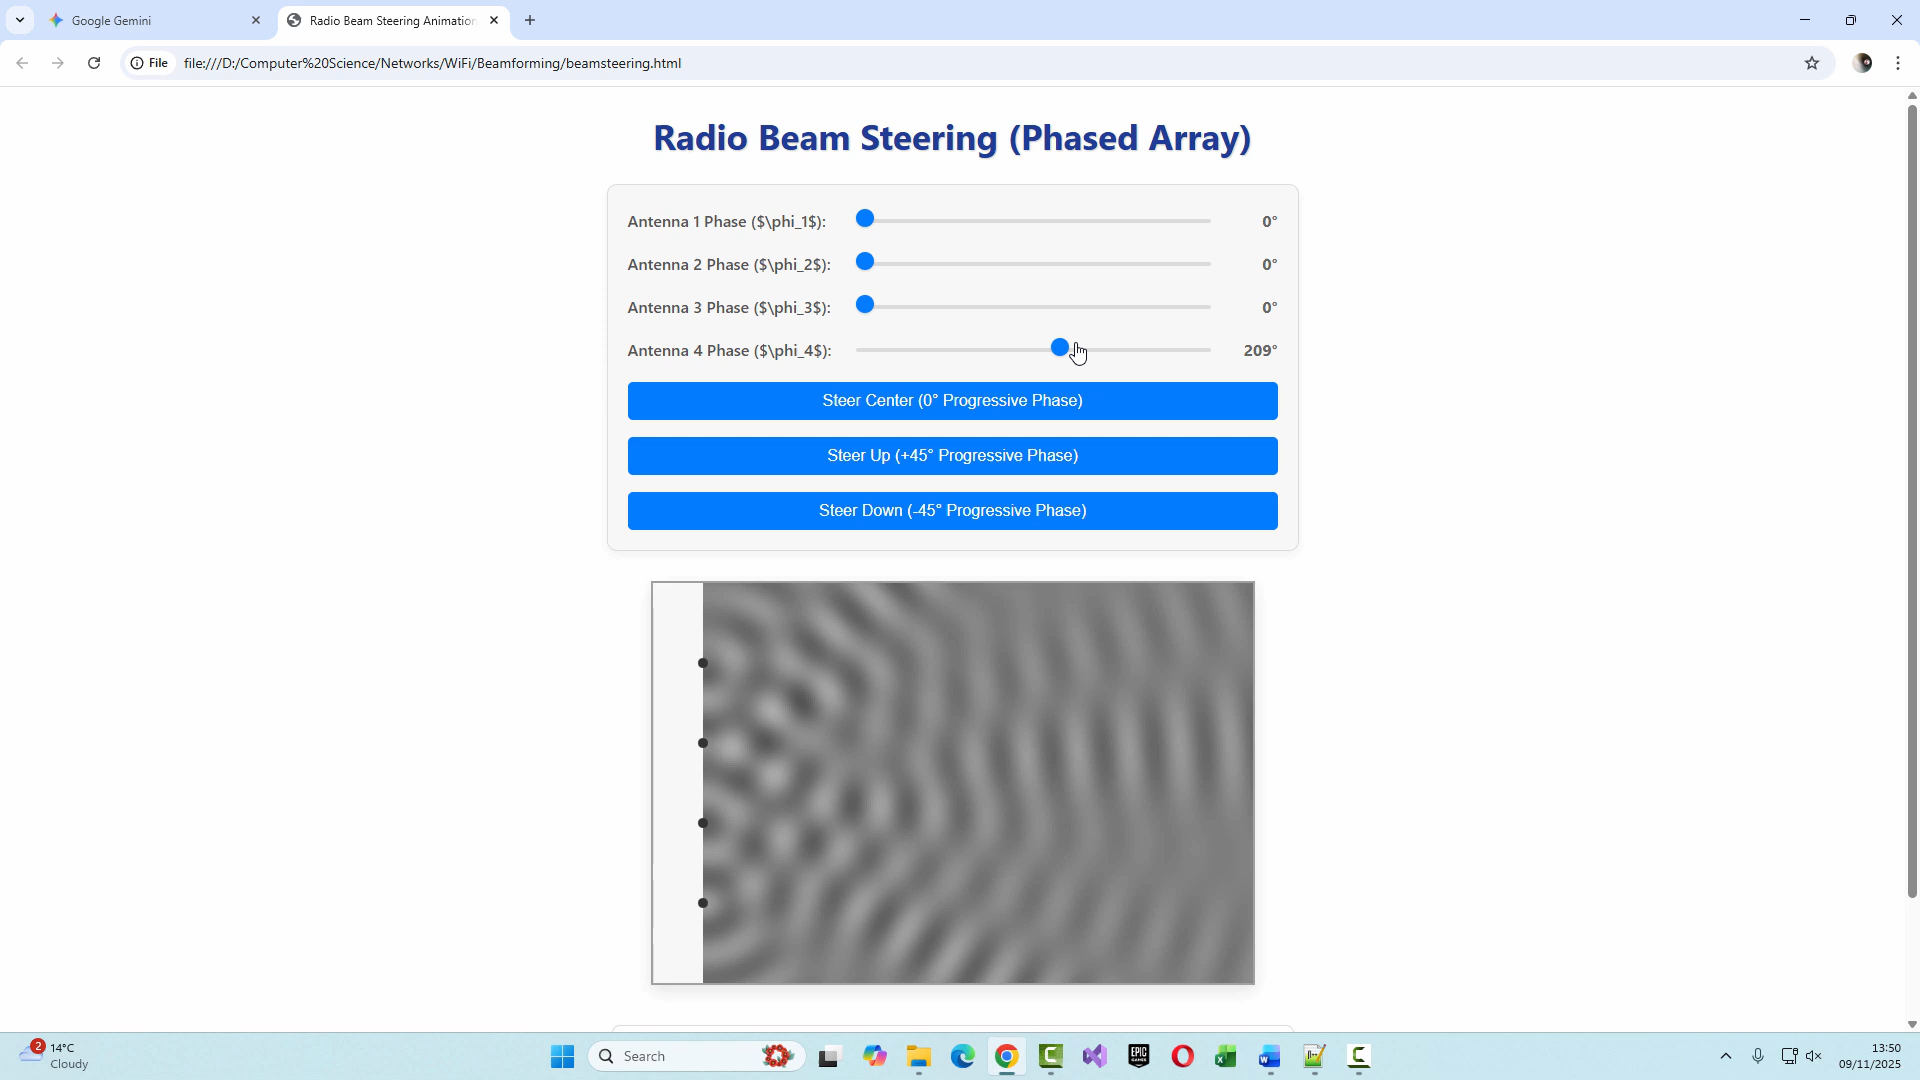 Google Gemini
Radio Beam Steering Animation
File
file:///D:/Computer%20Science/Networks/WiFi/Beamforming/beamsteering.html
Radio Beam Steering (Phased Array)
Antenna 1 Phase ($\phi_1$): 0°
Antenna 2 Phase ($\phi_2$): 0°
Antenna 3 Phase ($\phi_3$): 0°
Antenna 4 Phase ($\phi_4$): 209°
Steer Center (0° Progressive Phase)
Steer Up (+45° Progressive Phase)
Steer Down (-45° Progressive Phase)
2
14°C
Cloudy
Search
EPIC GAMES
13:50
09/11/2025